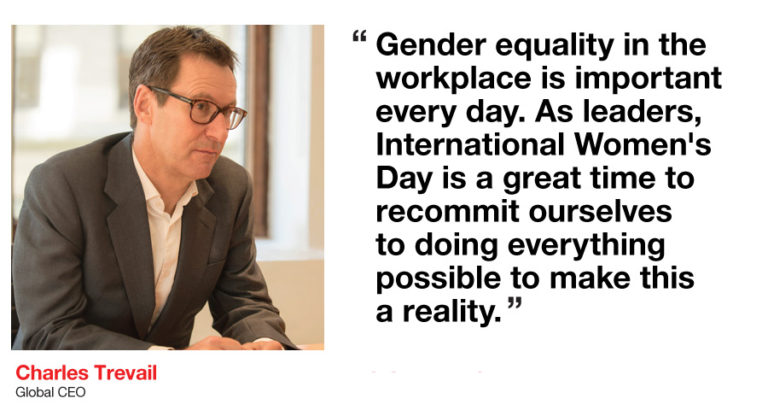 “ Gender equality in the
workplace is important
every day. As leaders,
International Women's
Day is a great time to
recommit ourselves
to doing everything
possible to make this
a reality. ”
Charles Trevail
Global CEO